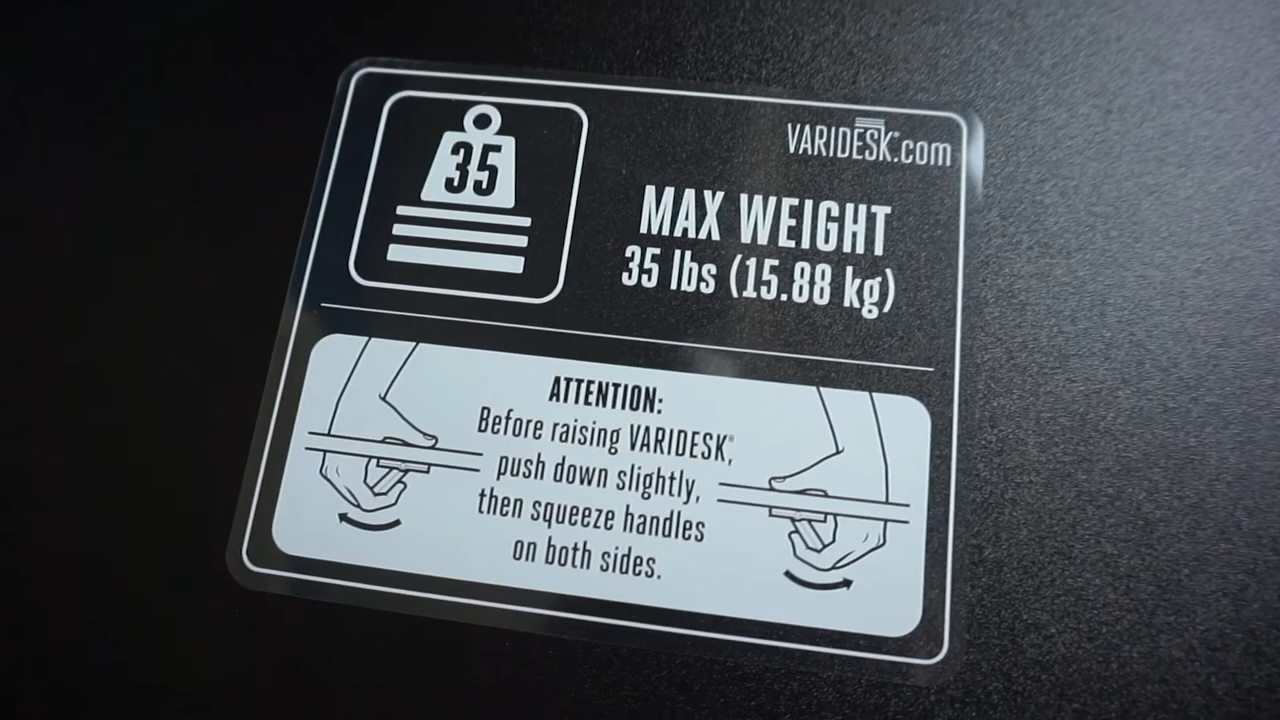 35
VARIDESK®.com
MAX WEIGHT
35 lbs (15.88 kg)
ATTENTION:
Before raising VARIDESK®,
push down slightly,
then squeeze handles
on both sides.